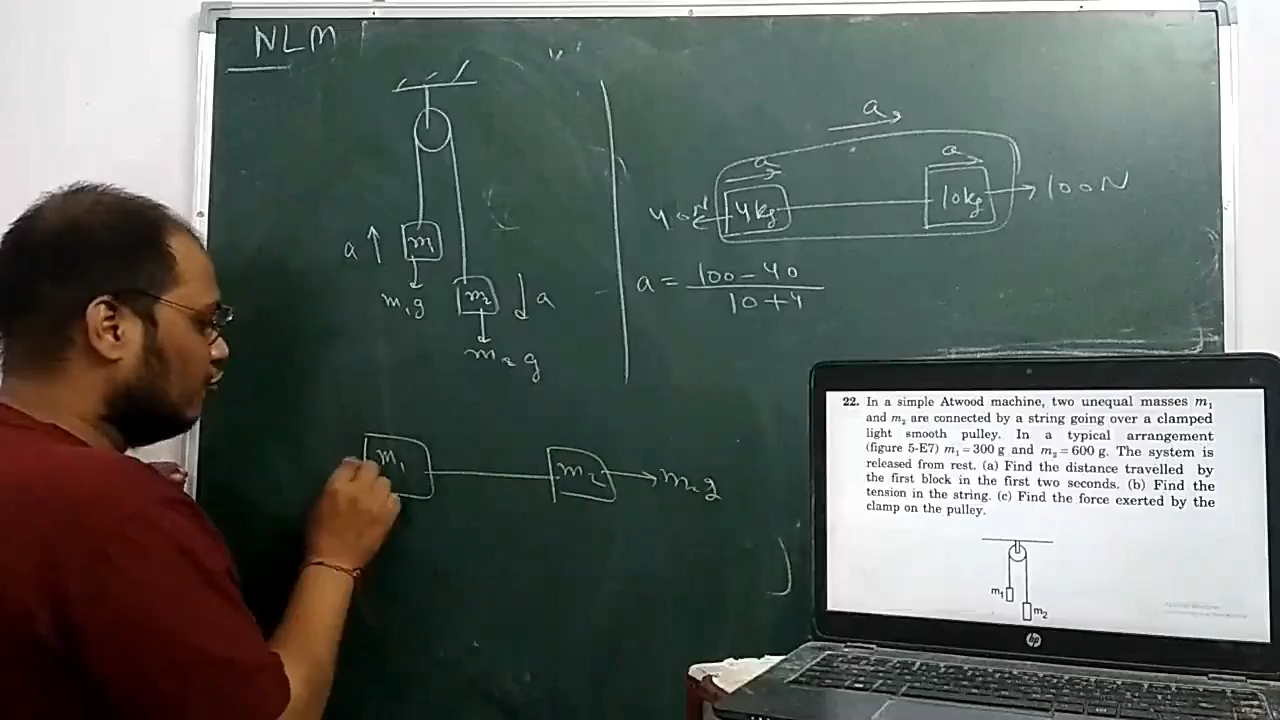 NLM
a
m1
m1g
m2
a
m2g
a
a
a
40N
4kg
10kg
100N
a = 100 - 40
10 + 4
m1
m2
m2g
22. In a simple Atwood machine, two unequal masses m1
and m2 are connected by a string going over a clamped
light smooth pulley. In a typical arrangement
(figure 5-E7) m1 = 300 g and m2 = 600 g. The system is
released from rest. (a) Find the distance travelled by
the first block in the first two seconds. (b) Find the
tension in the string. (c) Find the force exerted by the
clamp on the pulley.
m1
m2
hp